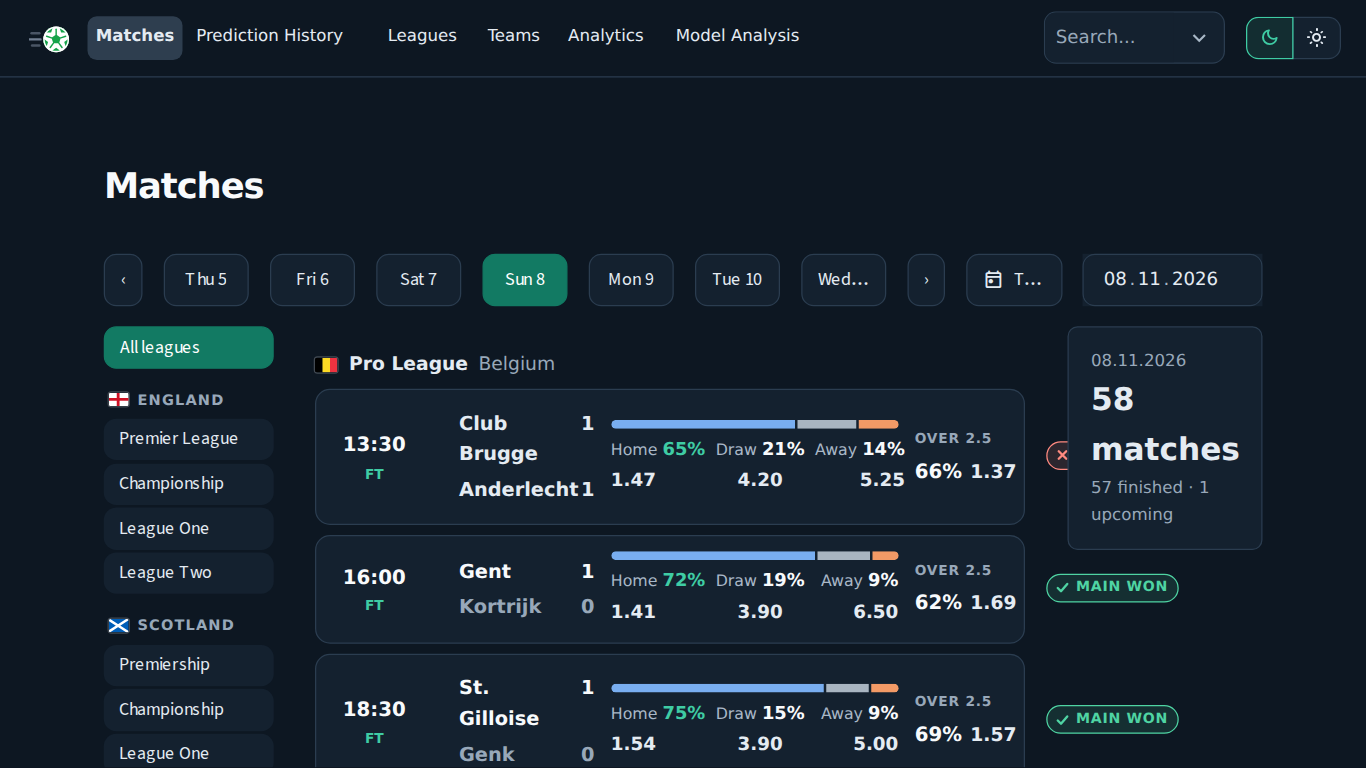 Matches Prediction History Leagues Teams Analytics Model Analysis Search...
Matches
‹ Thu 5 Fri 6 Sat 7 Sun 8 Mon 9 Tue 10 Wed... › T... 08.11.2026
All leagues
ENGLAND
Premier League
Championship
League One
League Two
SCOTLAND
Premiership
Championship
League One
Pro League Belgium
13:30
FT
Club Brugge 1
Anderlecht 1
Home 65% Draw 21% Away 14%
1.47 4.20 5.25
OVER 2.5
66% 1.37
16:00
FT
Gent 1
Kortrijk 0
Home 72% Draw 19% Away 9%
1.41 3.90 6.50
OVER 2.5
62% 1.69
MAIN WON
18:30
FT
St. Gilloise 1
Genk 0
Home 75% Draw 15% Away 9%
1.54 3.90 5.00
OVER 2.5
69% 1.57
MAIN WON
08.11.2026
58
matches
57 finished · 1
upcoming